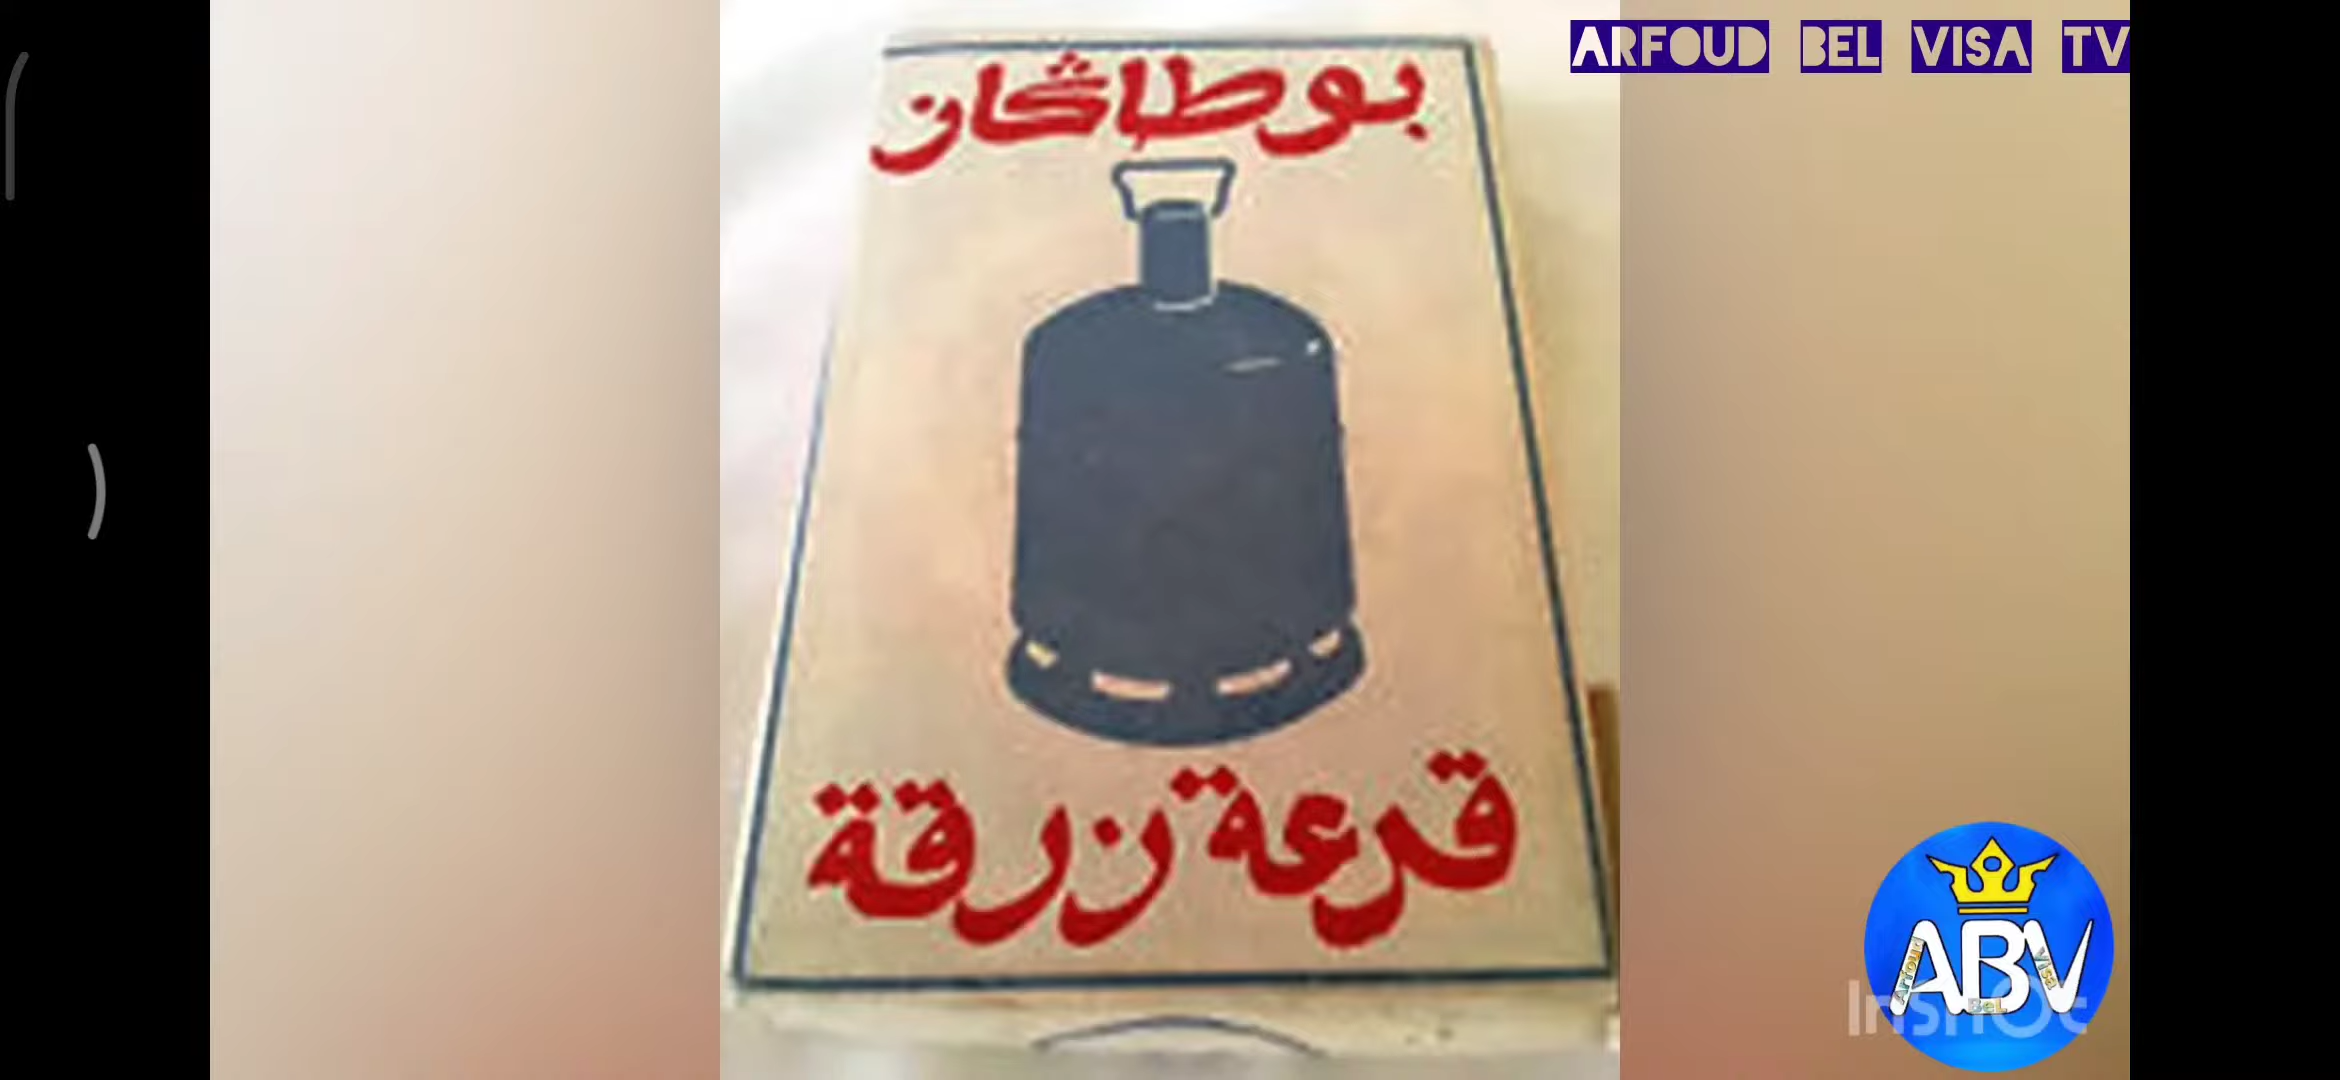 ARFOUD BEL VISA TV
بوطاڭاز
قرعة زرقة
ABV
Arfoud
Bel
Visa
InShOt